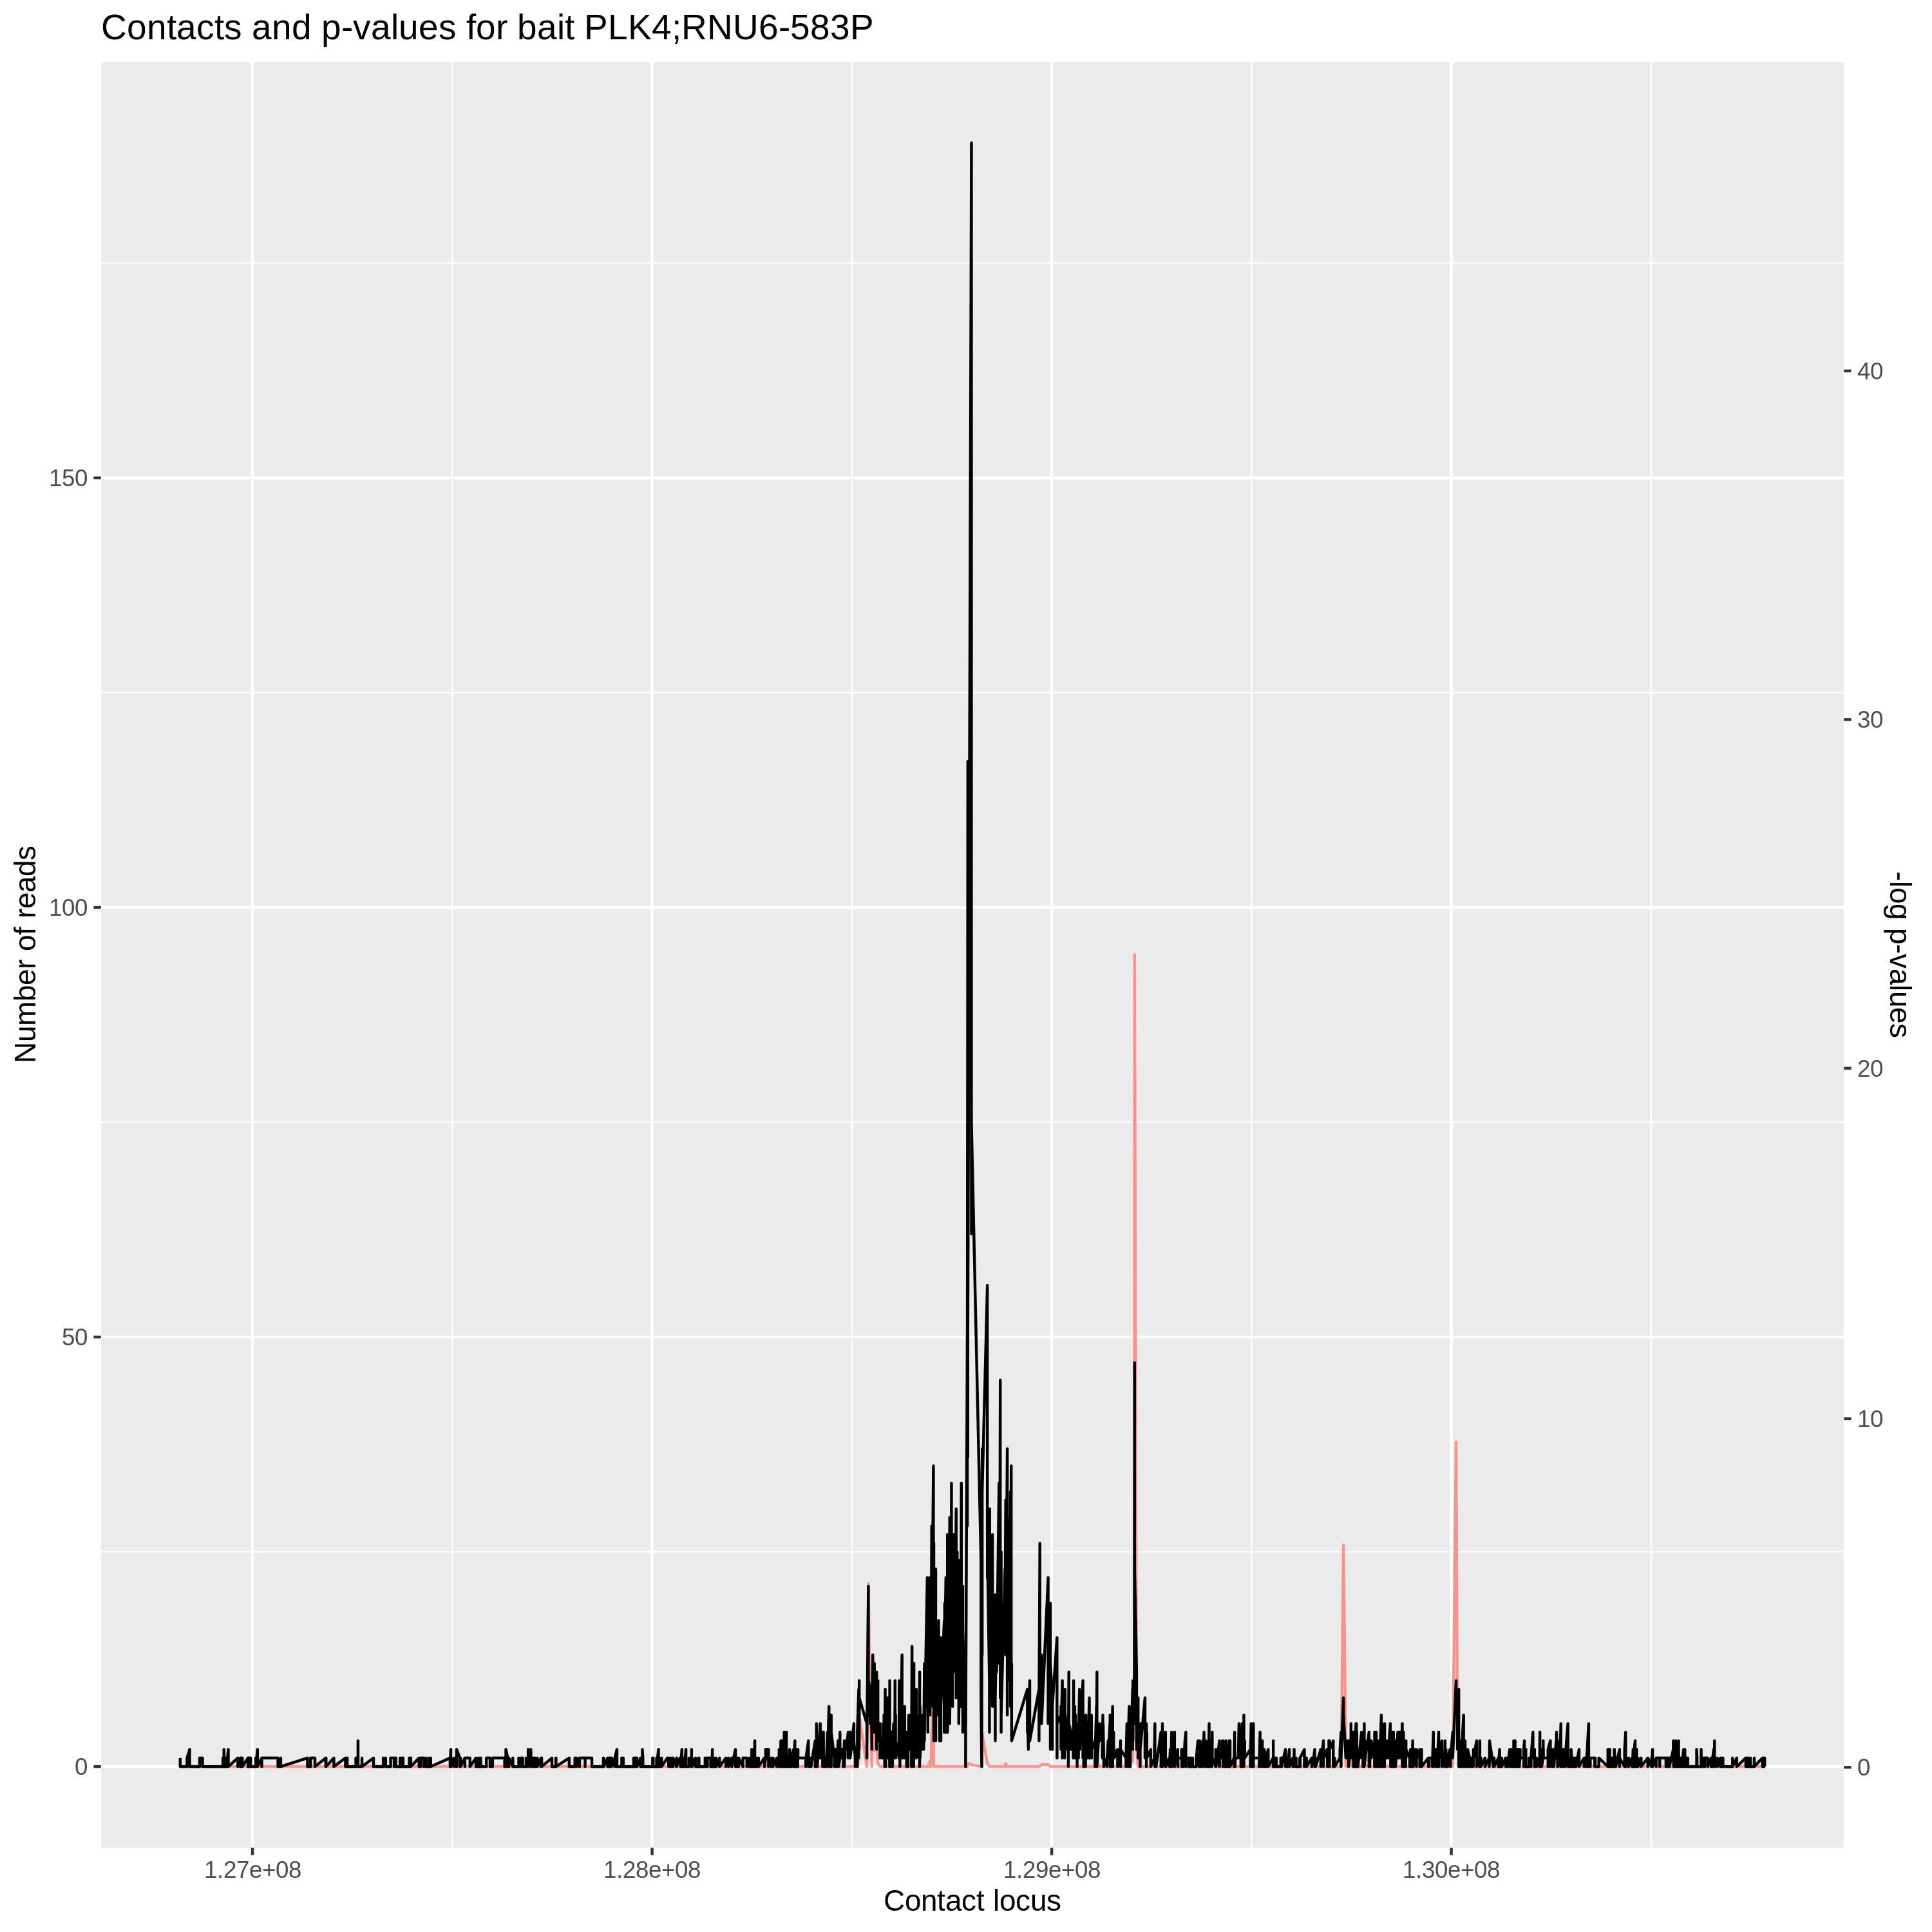 Contacts and p-values for bait PLK4;RNU6-583P
Number of reads
150
100
50
0
40
30
20
10
0
-log p-values
1.27e+08
1.28e+08
1.29e+08
1.30e+08
Contact locus